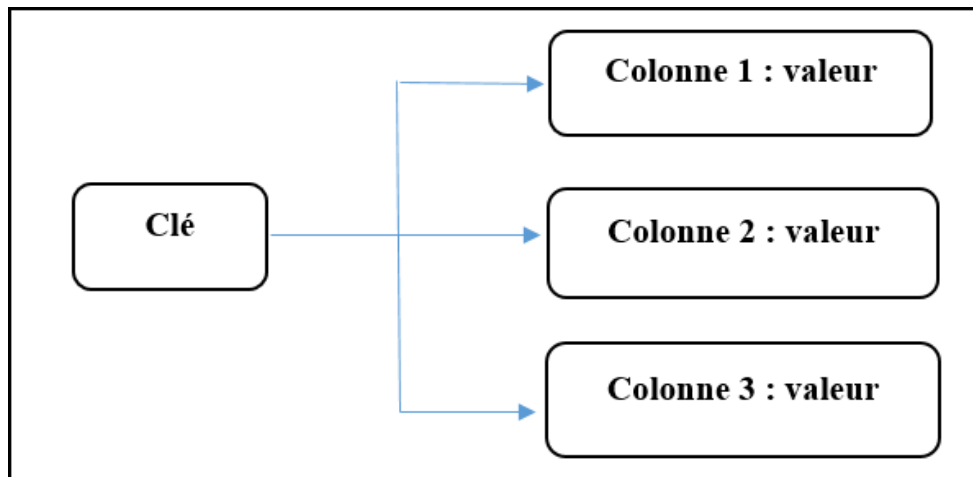 Colonne 1 : valeur
Clé
Colonne 2 : valeur
Colonne 3 : valeur